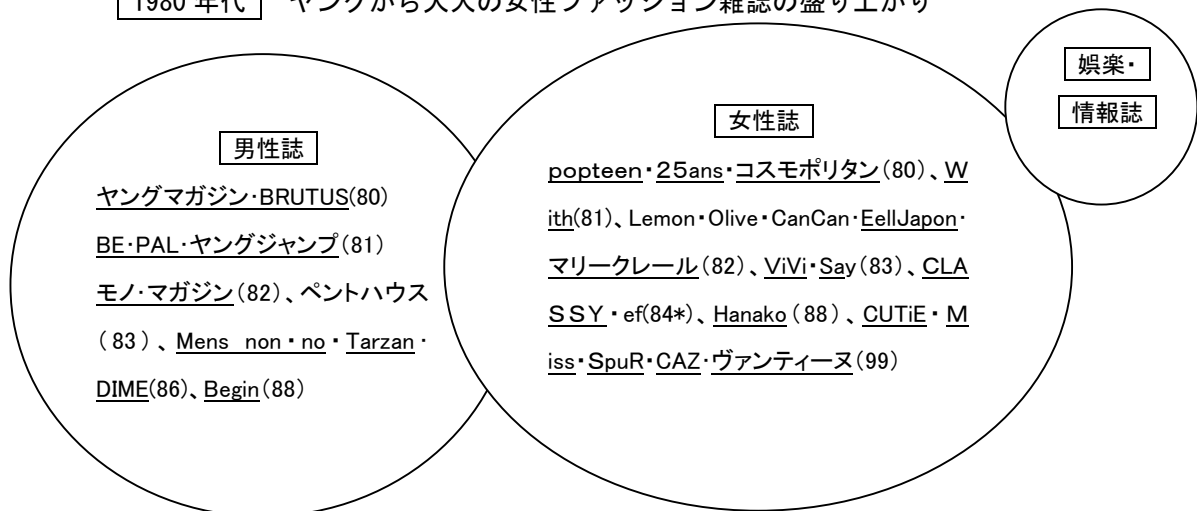 1980 年代 ヤングから大人の女性ファッション雑誌の盛り上がり
娯楽・
情報誌
男性誌
ヤングマガジン・BRUTUS(80)
BE・PAL・ヤングジャンプ(81)
モノ・マガジン(82)、ペントハウス
(83)、Mens non・no・Tarzan・
DIME(86)、Begin(88)
女性誌
popteen・25ans・コスモポリタン(80)、W
ith(81)、Lemon・Olive・CanCan・EellJapon・
マリークレール(82)、ViVi・Say(83)、CLA
SSY・ef(84*)、Hanako(88)、CUTiE・M
iss・SpuR・CAZ・ヴァンティーヌ(99)